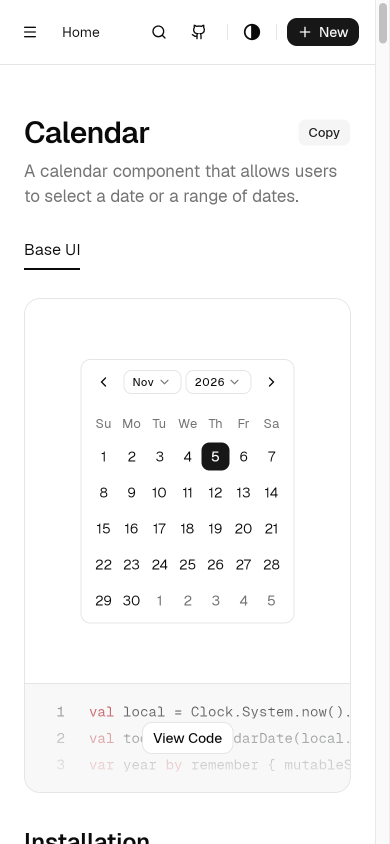 Home
New
Calendar
Copy
A calendar component that allows users
to select a date or a range of dates.
Base UI
Nov 2026
Su Mo Tu We Th Fr Sa
1 2 3 4 5 6 7
8 9 10 11 12 13 14
15 16 17 18 19 20 21
22 23 24 25 26 27 28
29 30 1 2 3 4 5
1 val local = Clock.System.now().
2 val darDate(local.
View Code
3 var year by remember { mutableS
Installation